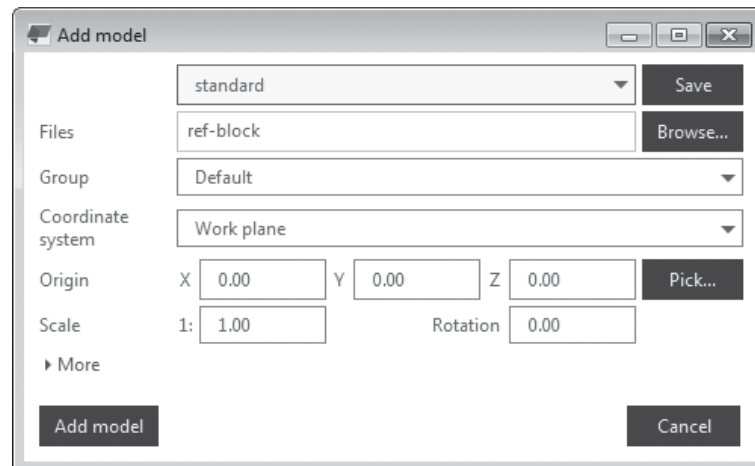 Add model
standard Save
Files ref-block Browse...
Group Default
Coordinate
system Work plane
Origin X 0.00 Y 0.00 Z 0.00 Pick...
Scale 1: 1.00 Rotation 0.00
More
Add model Cancel